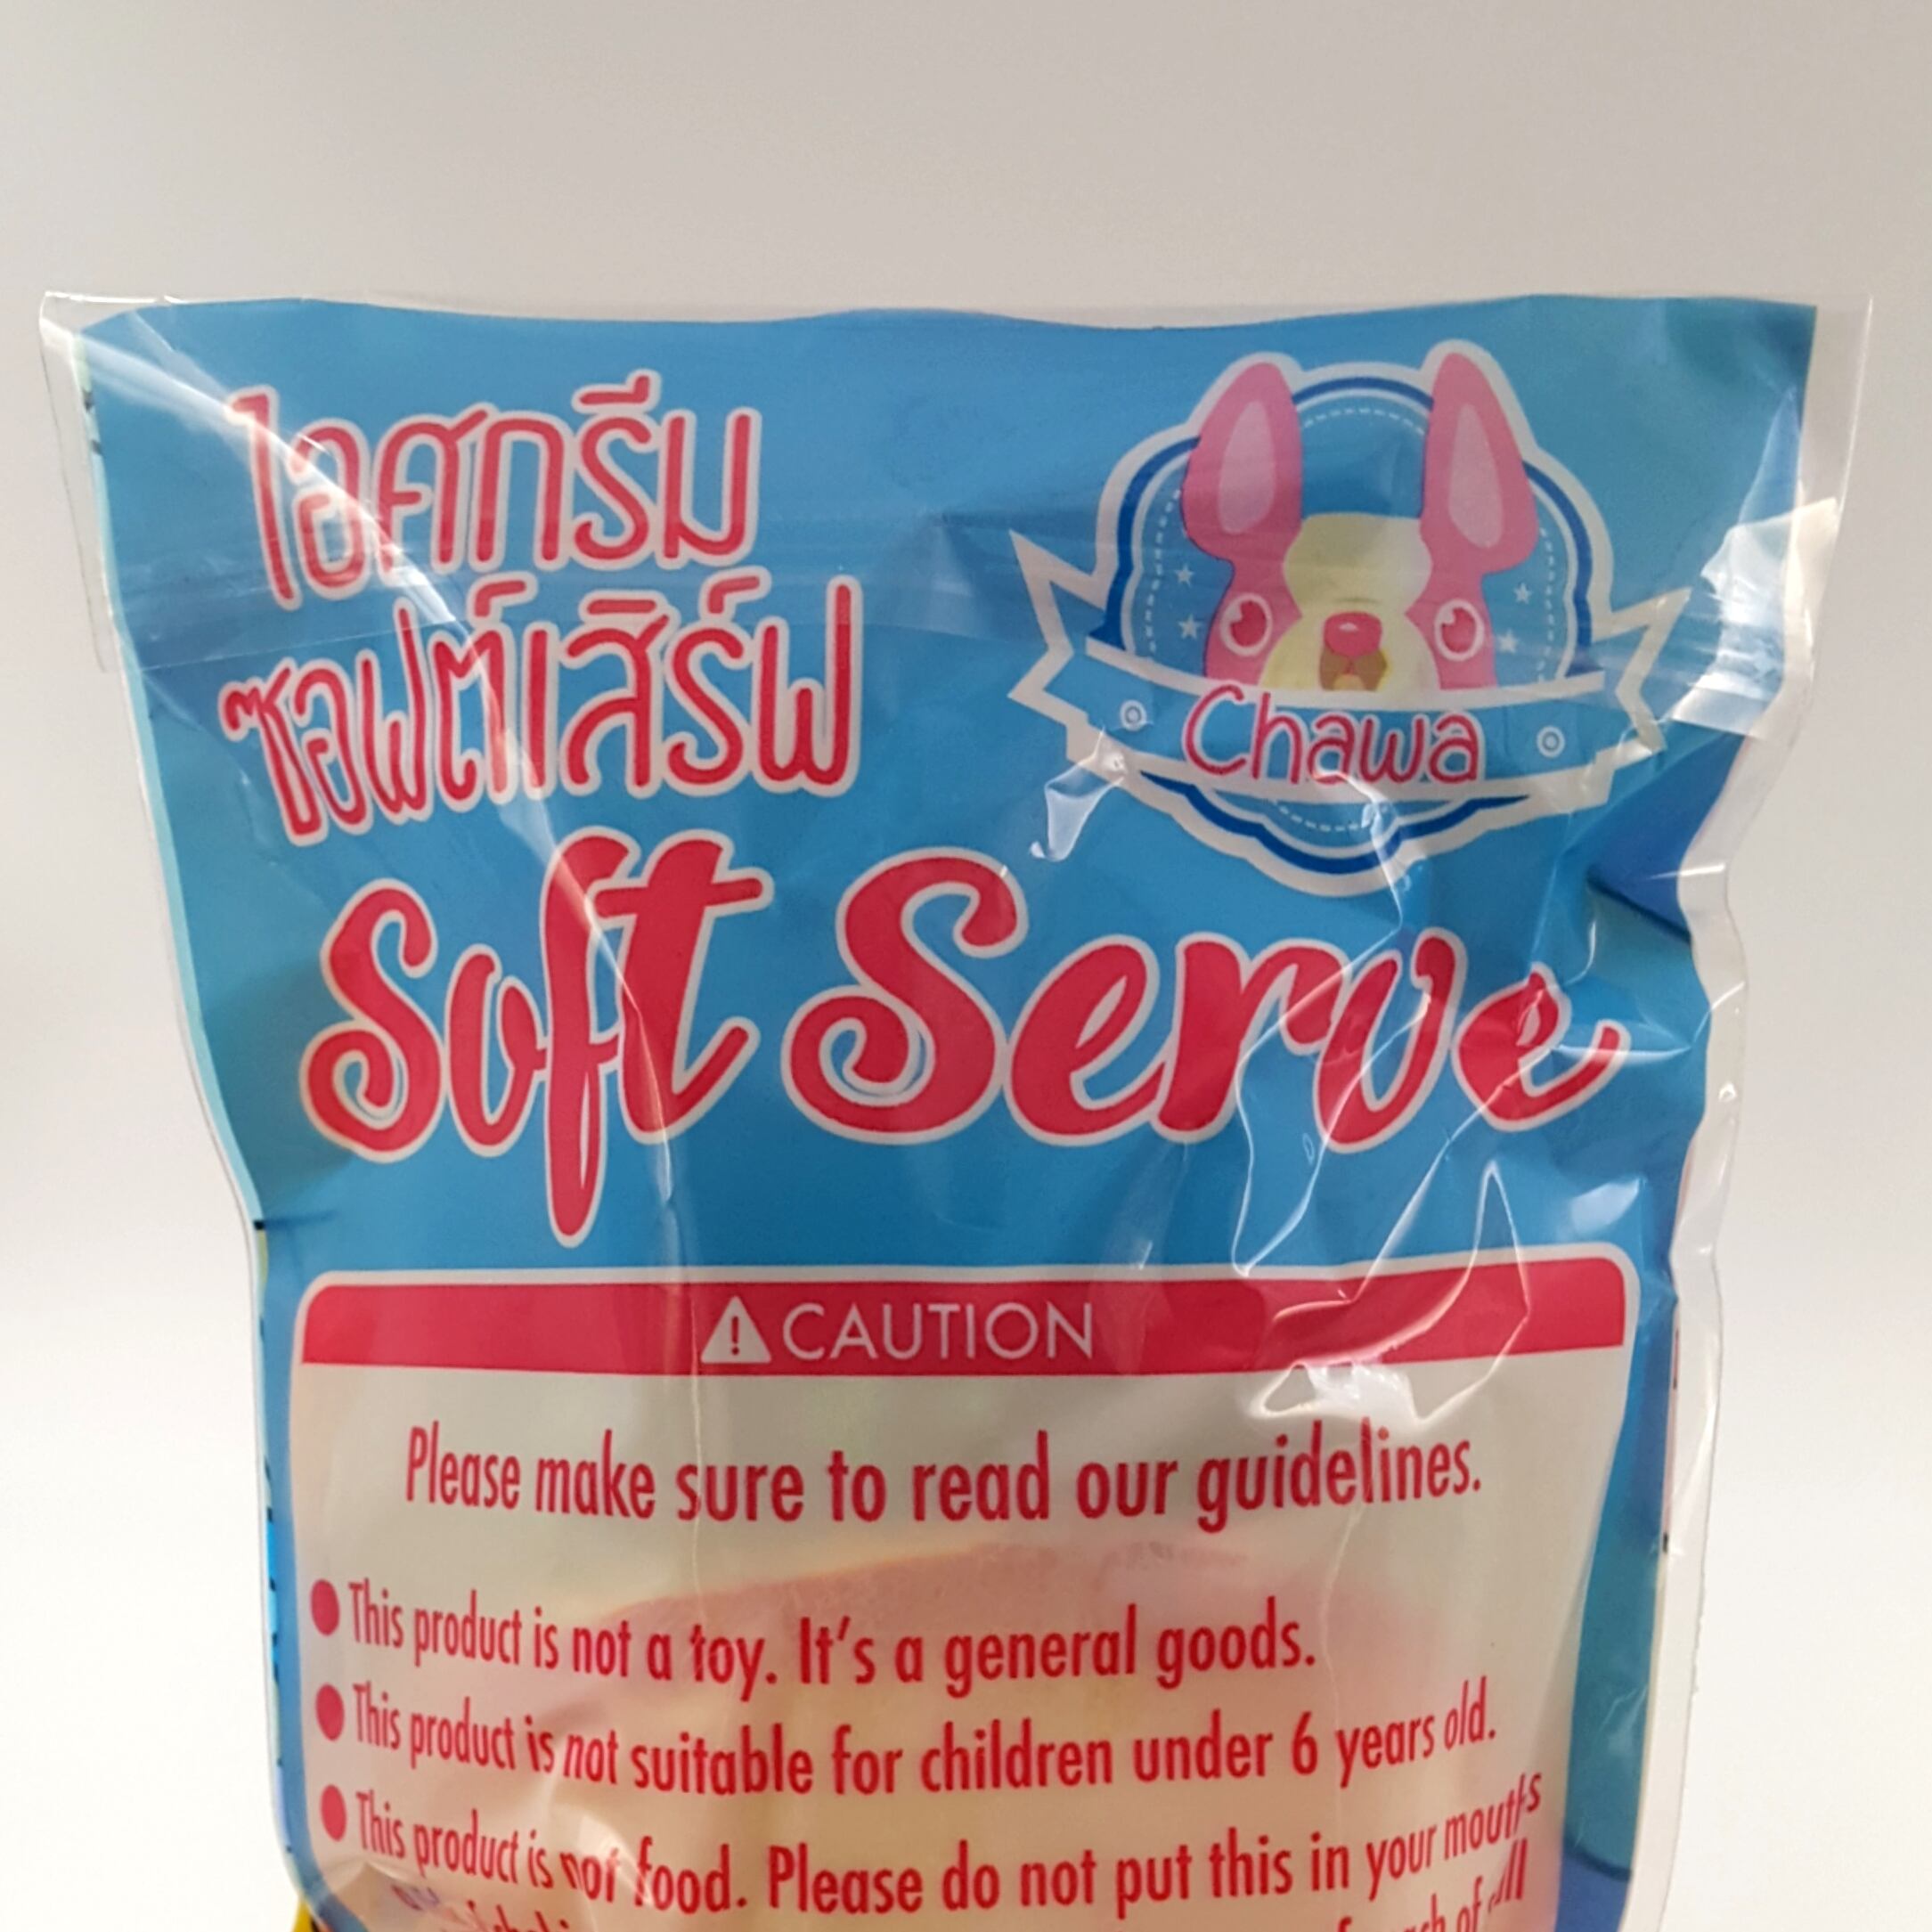 ไอศกรีม
ซอฟต์เสิร์ฟ
Chawa
Soft Serve
CAUTION
Please make sure to read our guidelines.
This product is not a toy. It's a general goods.
This product is not suitable for children under 6 years old.
This product is not food. Please do not put this in your mouths
of all